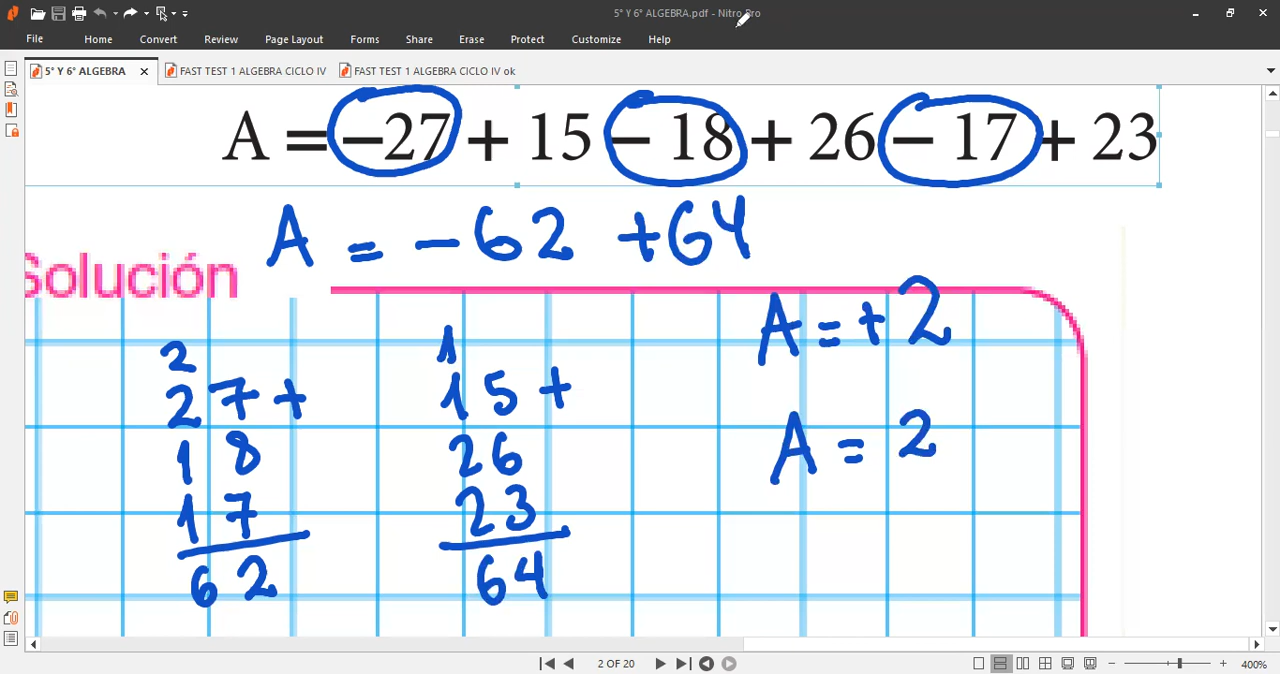 5° Y 6° ALGEBRA.pdf - Nitro Pro
File Home Convert Review Page Layout Forms Share Erase Protect Customize Help
5° Y 6° ALGEBRA FAST TEST 1 ALGEBRA CICLO IV FAST TEST 1 ALGEBRA CICLO IV ok
A = −27 + 15 − 18 + 26 − 17 + 23
A = −62 +64
Solución
A = +2
A = 2
2
27+
18
17
62
1
15+
26
23
64
2 OF 20
400%